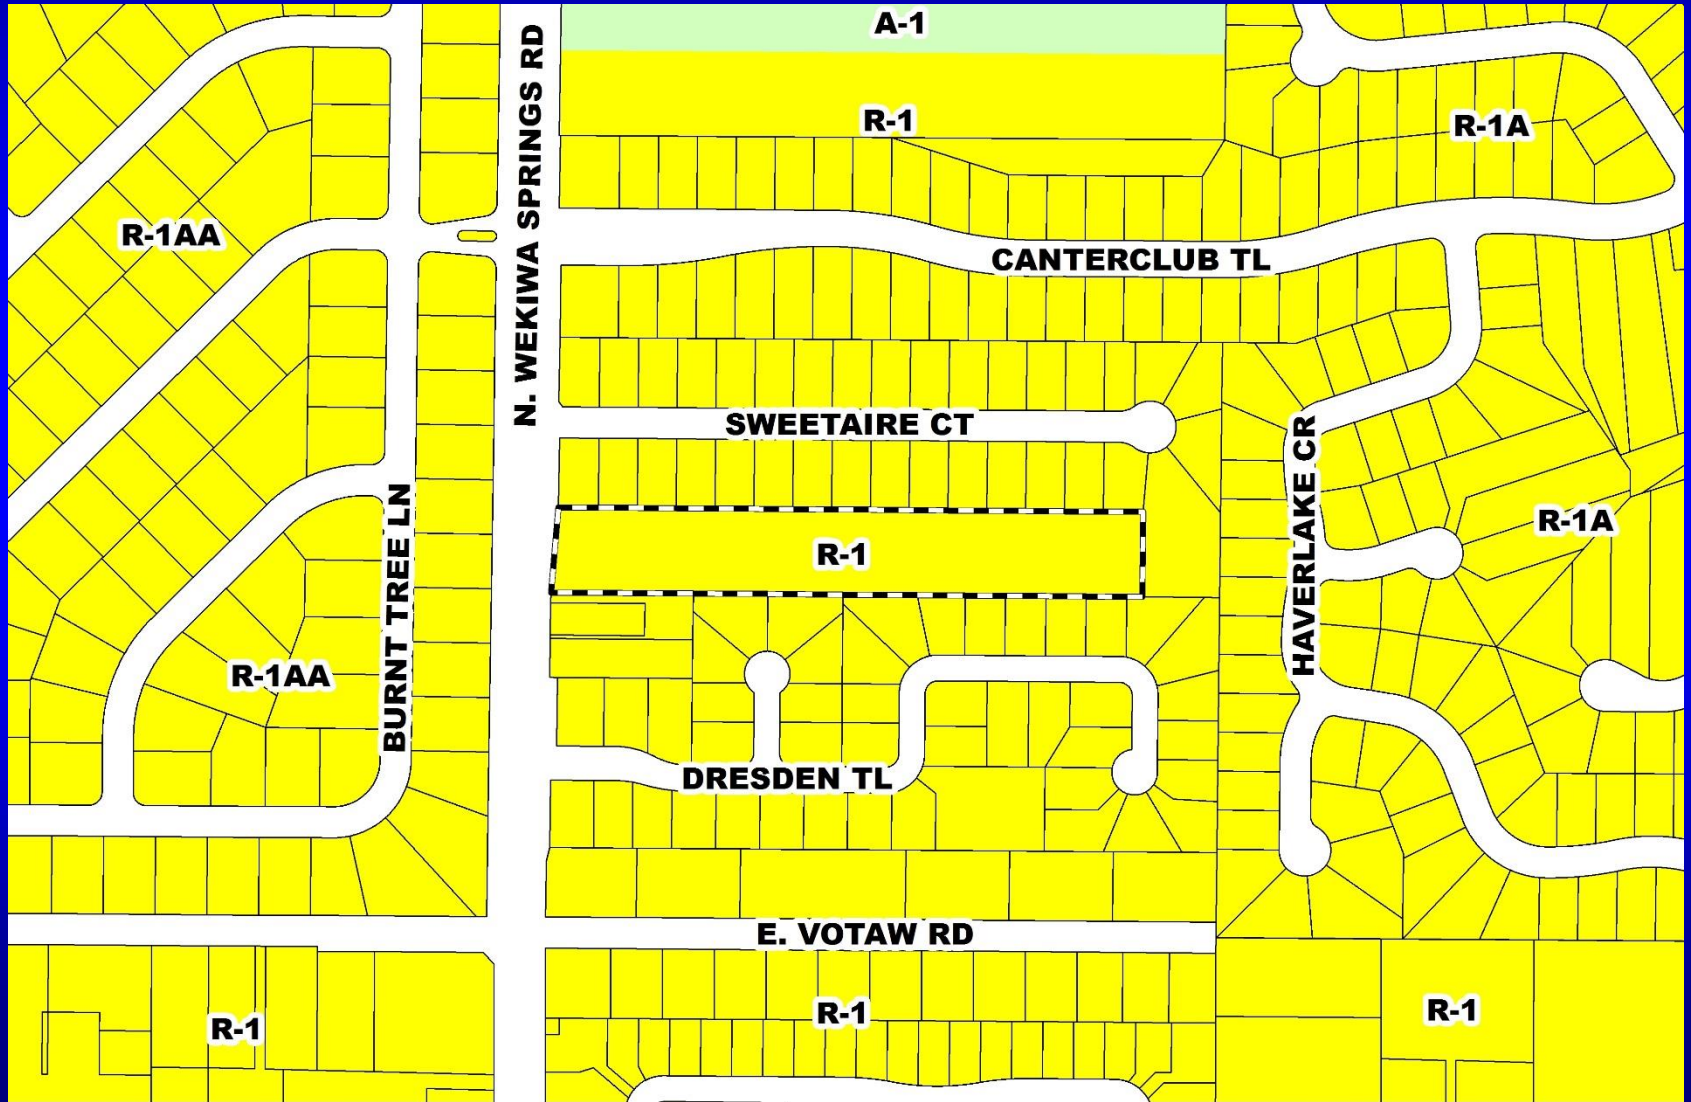 A-1
N. WEKIWA SPRINGS RD
R-1
R-1A
R-1AA
CANTERCLUB TL
SWEETAIRE CT
HAVERLAKE CR
R-1A
BURNT TREE LN
R-1
R-1AA
DRESDEN TL
E. VOTAW RD
R-1
R-1
R-1